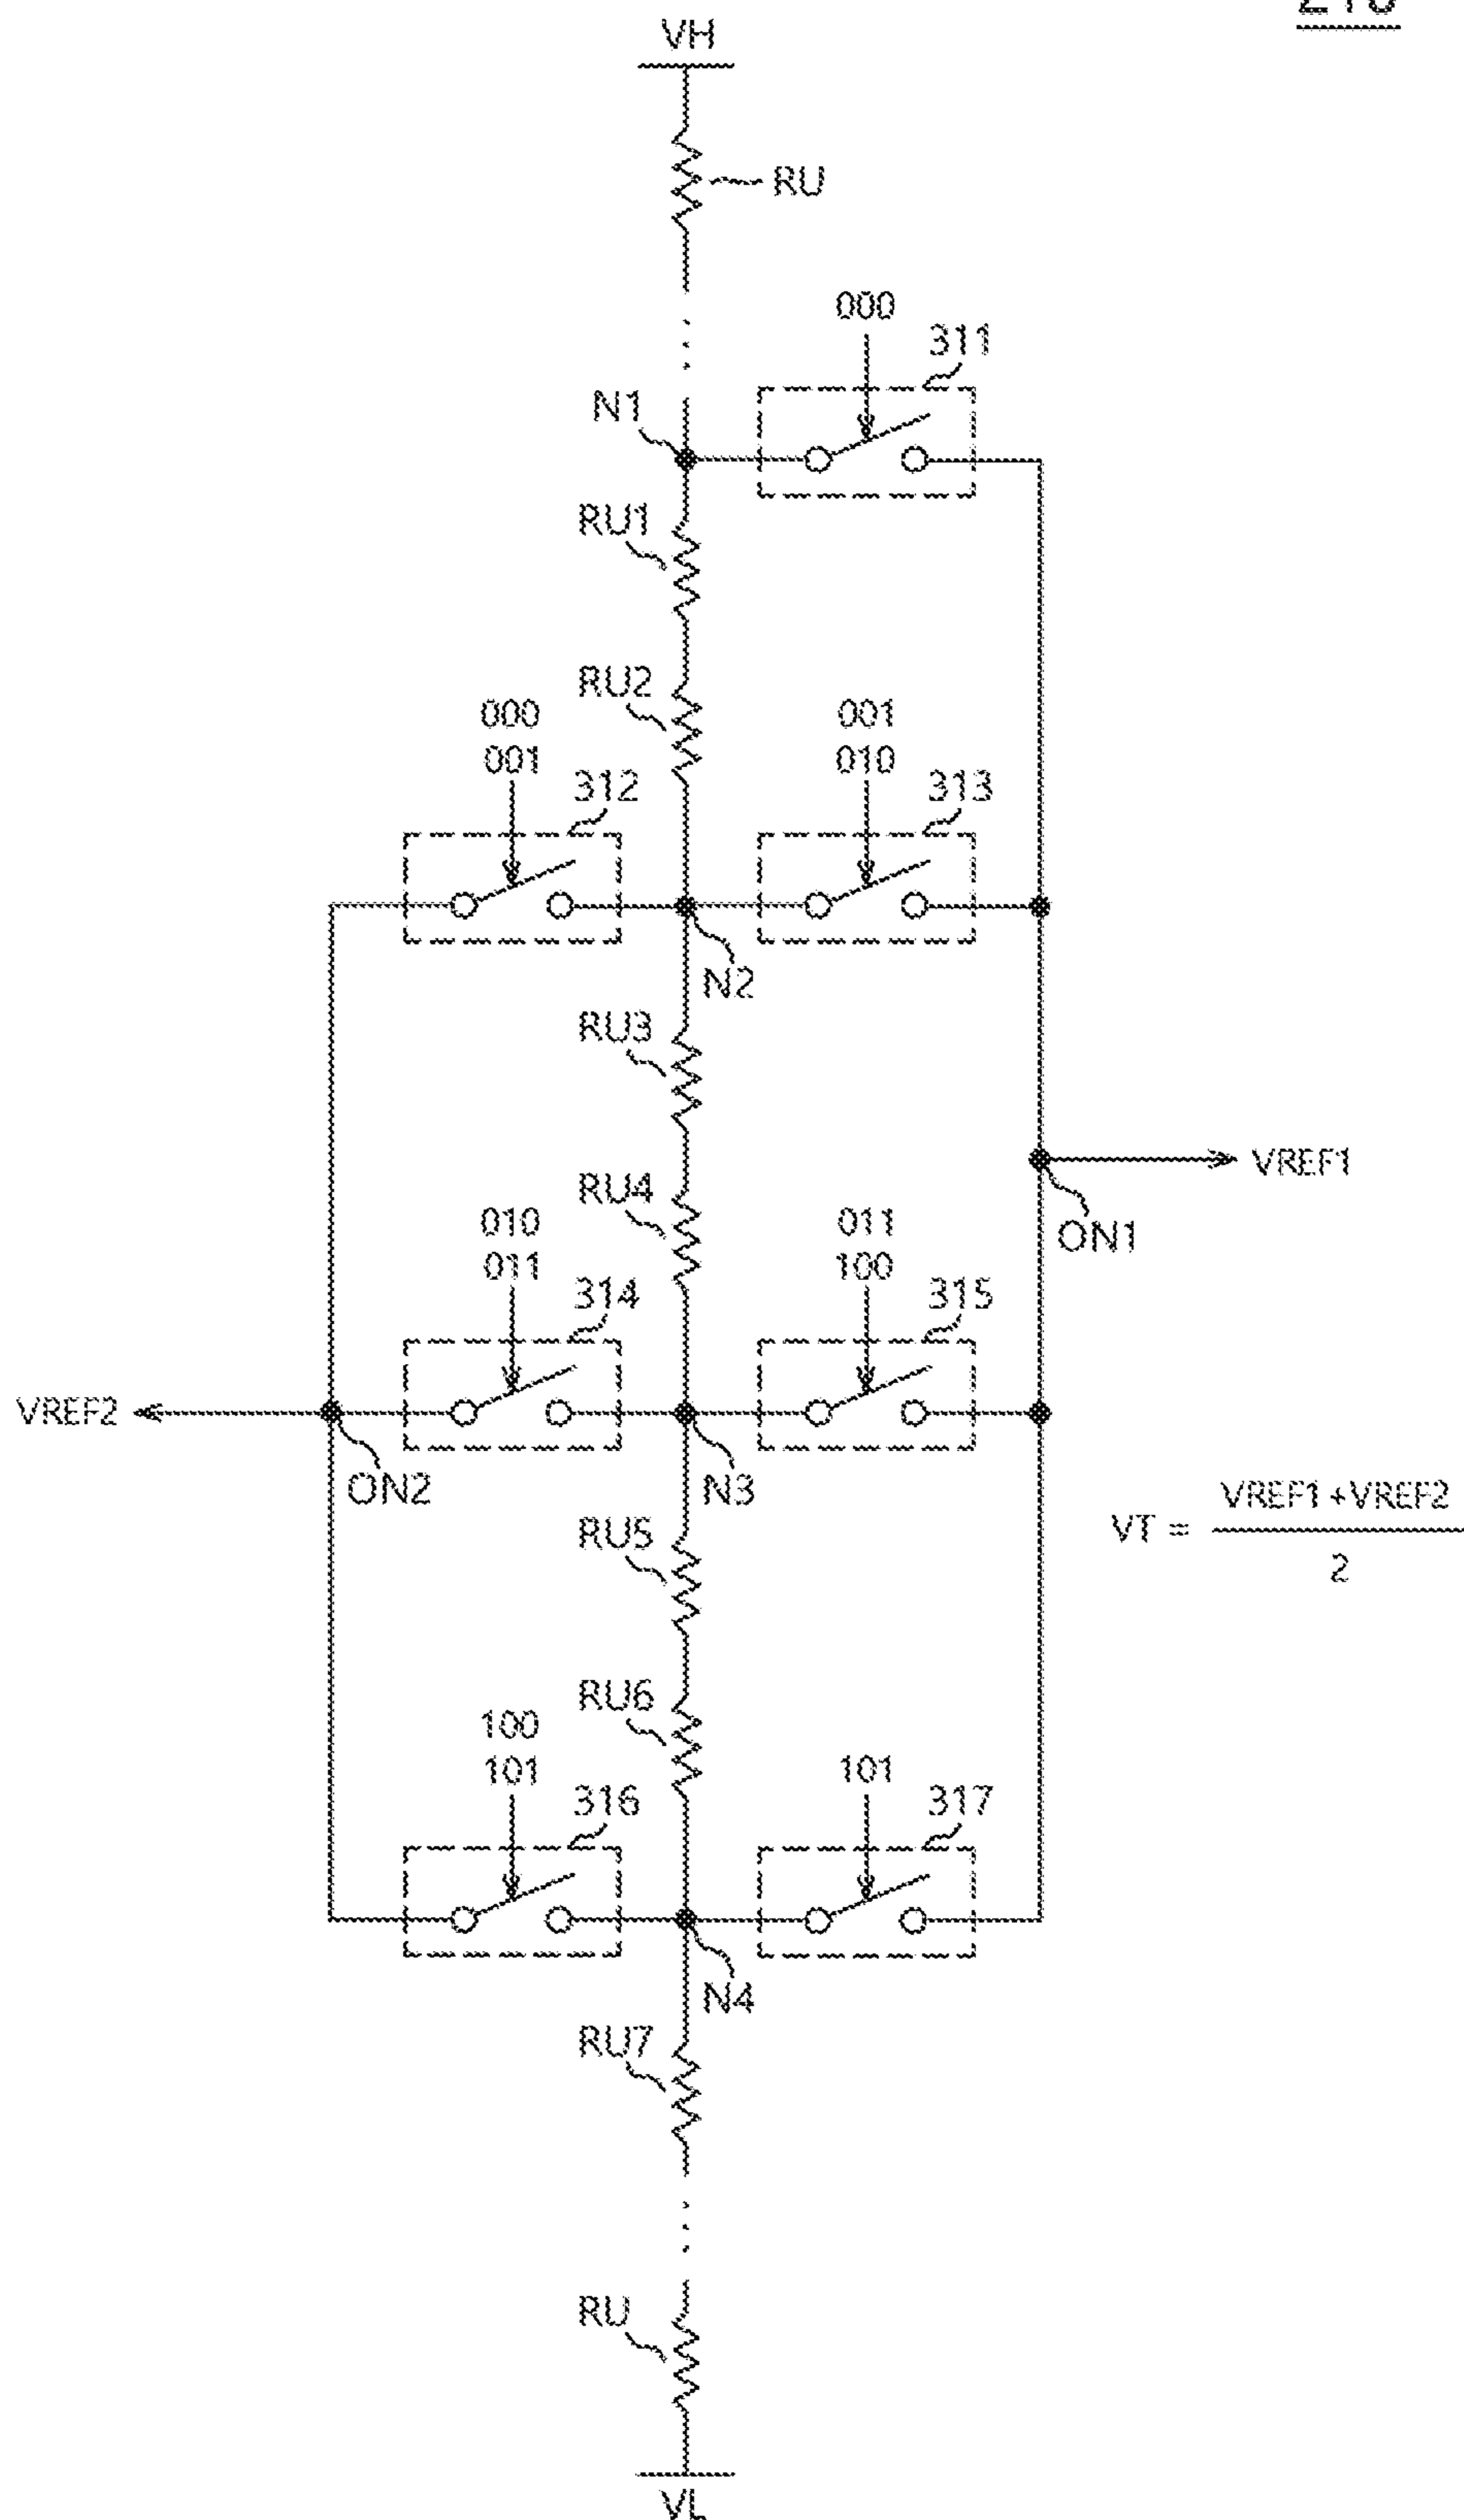 VH
RU
000
311
N1
RU1
RU2
000
001
312
001
010
313
N2
RU3
RU4
VREF1
ON1
010
011
314
011
100
315
VREF2
ON2
N3
RU5
VT = VREF1+VREF2
2
RU6
100
101
316
101
317
N4
RU7
RU